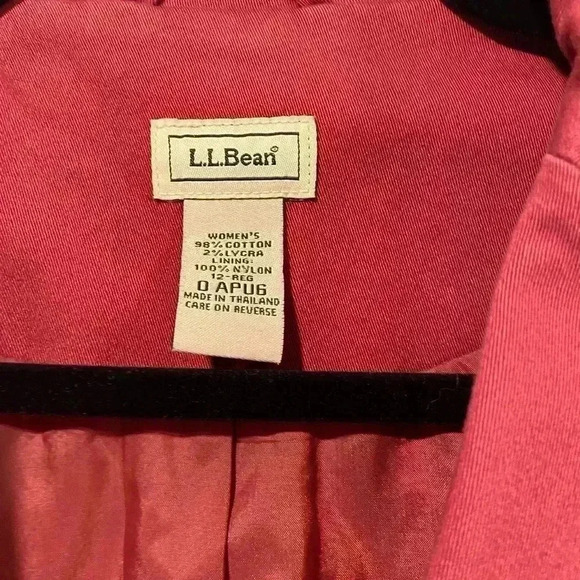 L.L.Bean®
WOMEN'S
98% COTTON
2% LYCRA
LINING:
100% NYLON
12-REG
0 APU6
MADE IN THAILAND
CARE ON REVERSE